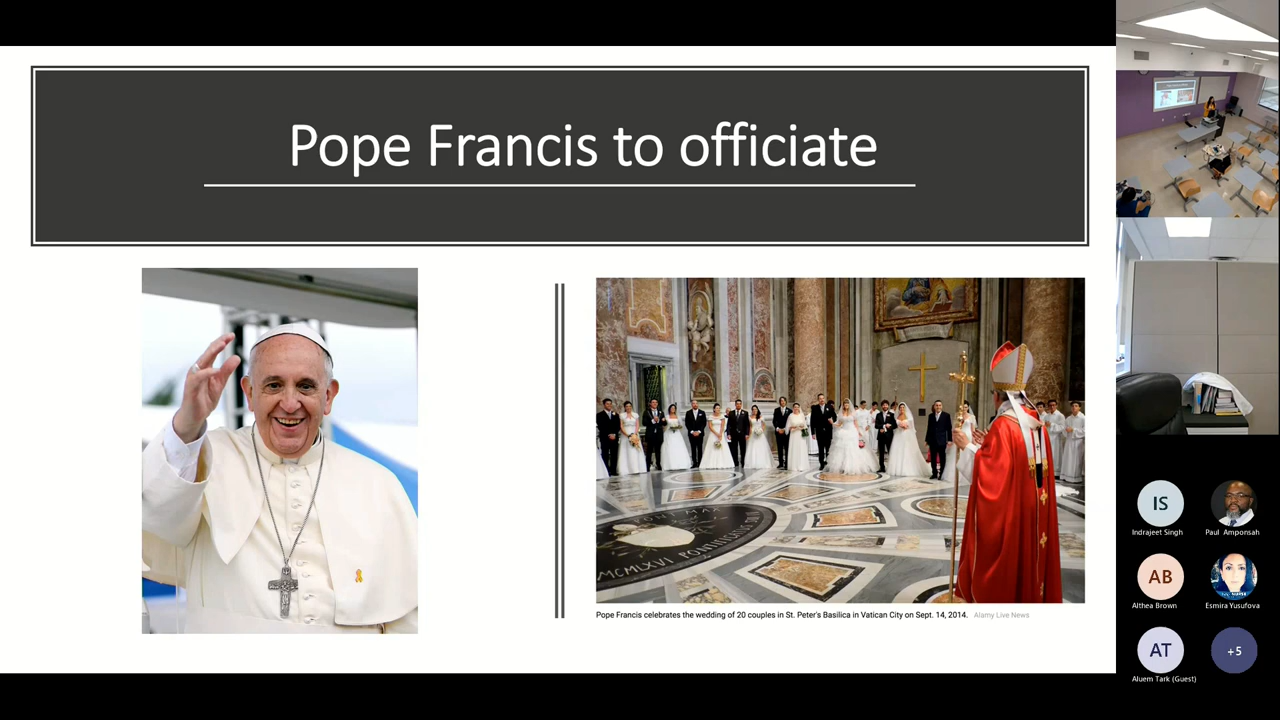 Pope Francis to officiate
MCMLXVI PONTIFICATUS
Pope Francis celebrates the wedding of 20 couples in St. Peter's Basilica in Vatican City on Sept. 14, 2014. Alamy Live News
IS
Indrajeet Singh
Paul Amponsah
AB
Althea Brown
Esmira Yusufova
AT
Aluem Tark (Guest)
+5